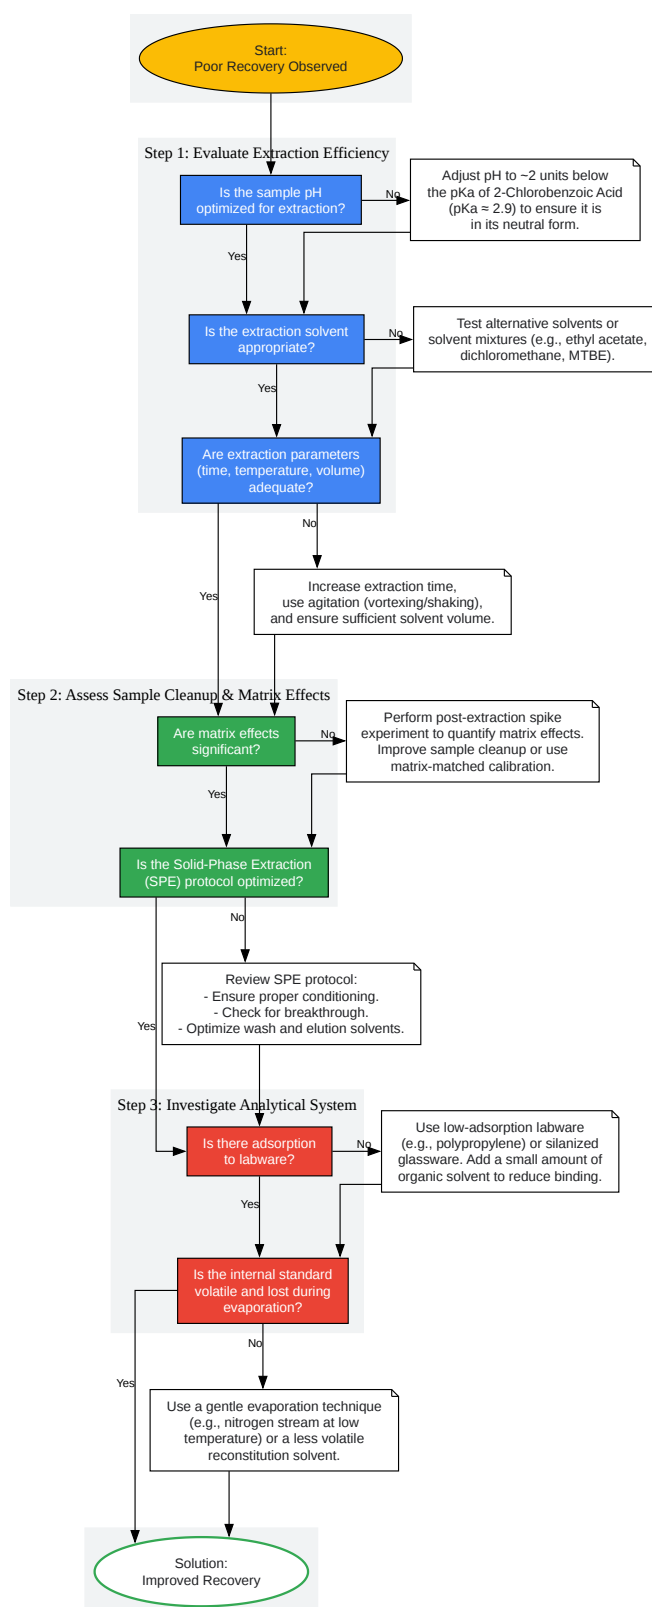 Start:
Poor Recovery Observed
Step 1: Evaluate Extraction Efficiency
Is the sample pH
optimized for extraction?
No
Adjust pH to ~2 units below
the pKa of 2-Chlorobenzoic Acid
(pKa ≈ 2.9) to ensure it is
in its neutral form.
Yes
Is the extraction solvent
appropriate?
No
Test alternative solvents or
solvent mixtures (e.g., ethyl acetate,
dichloromethane, MTBE).
Yes
Are extraction parameters
(time, temperature, volume)
adequate?
No
Yes
Increase extraction time,
use agitation (vortexing/shaking),
and ensure sufficient solvent volume.
Step 2: Assess Sample Cleanup & Matrix Effects
Are matrix effects
significant?
No
Perform post-extraction spike
experiment to quantify matrix effects.
Improve sample cleanup or use
matrix-matched calibration.
Yes
Is the Solid-Phase Extraction
(SPE) protocol optimized?
No
Review SPE protocol:
- Ensure proper conditioning.
- Check for breakthrough.
- Optimize wash and elution solvents.
Yes
Step 3: Investigate Analytical System
Is there adsorption
to labware?
No
Use low-adsorption labware
(e.g., polypropylene) or silanized
glassware. Add a small amount of
organic solvent to reduce binding.
Yes
Is the internal standard
volatile and lost during
evaporation?
No
Yes
Use a gentle evaporation technique
(e.g., nitrogen stream at low
temperature) or a less volatile
reconstitution solvent.
Solution:
Improved Recovery